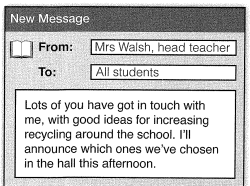 New Message
From: Mrs Walsh, head teacher
To: All students
Lots of you have got in touch with
me, with good ideas for increasing
recycling around the school. I'll
announce which ones we've chosen
in the hall this afternoon.